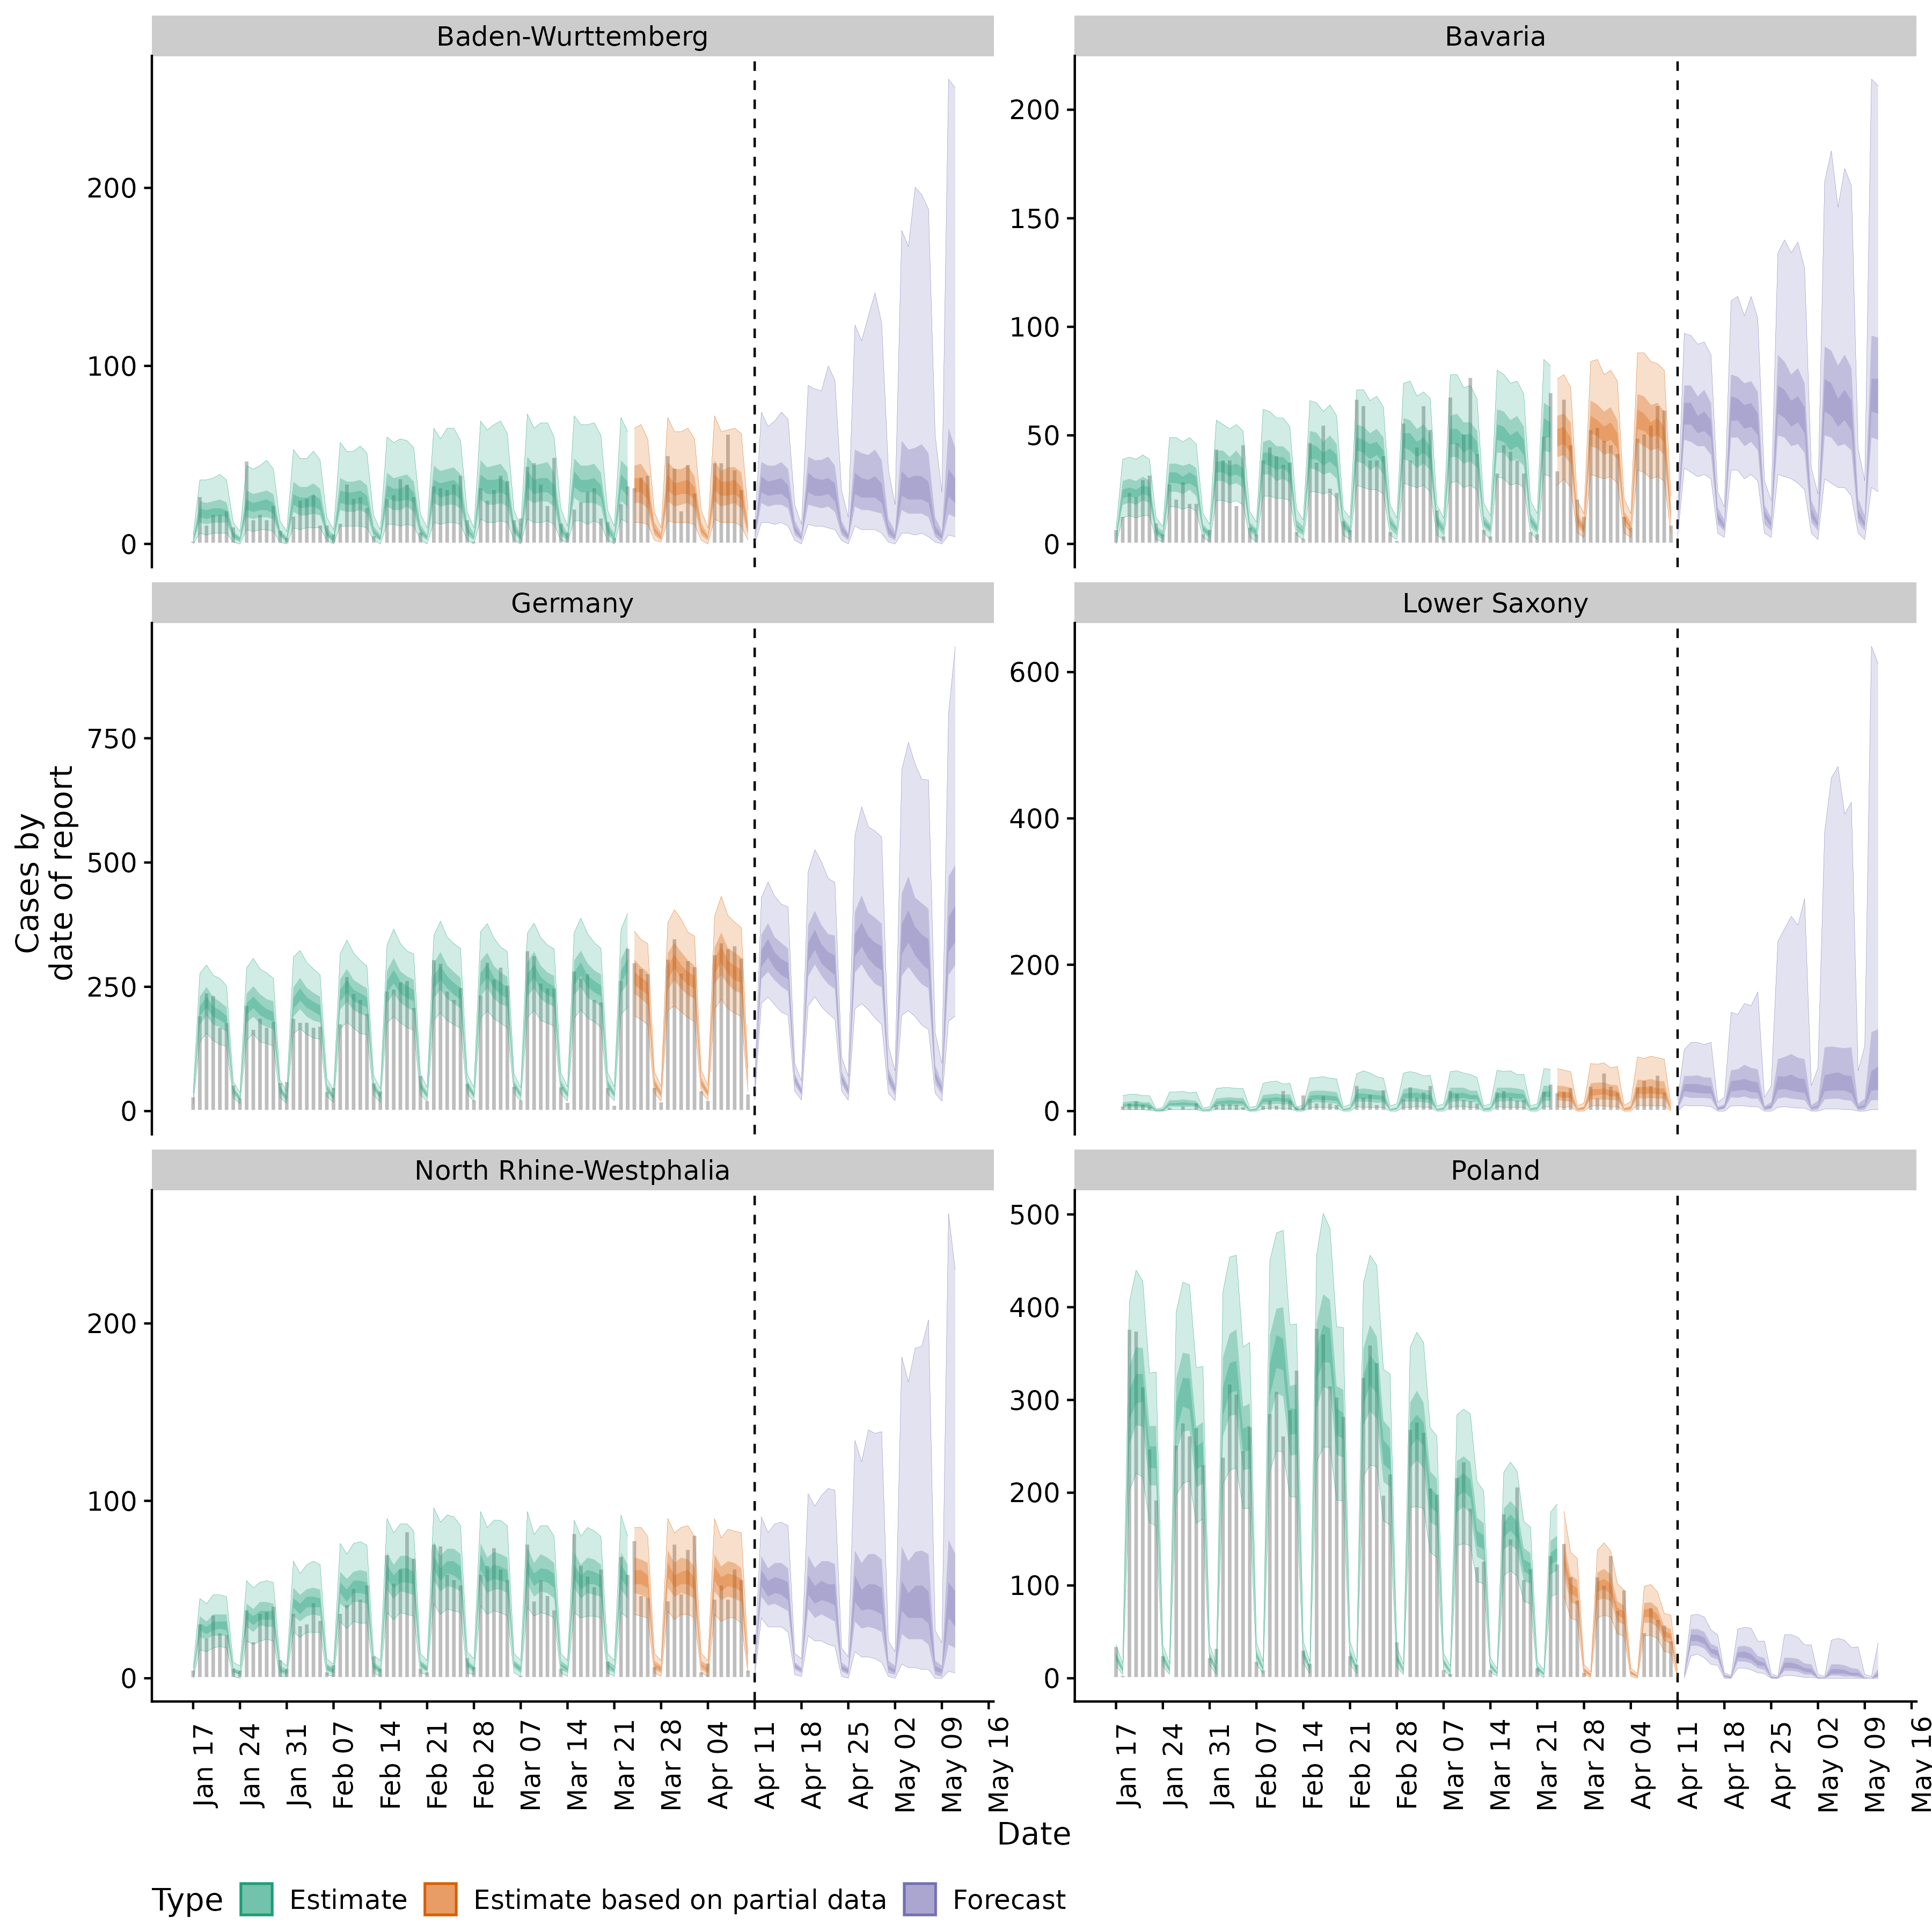 Baden-Wurttemberg
Bavaria
200
100
0
200
150
100
50
0
Germany
Lower Saxony
750
500
250
0
600
400
200
0
Cases by
date of report
North Rhine-Westphalia
Poland
200
100
0
500
400
300
200
100
0
Jan 17
Jan 24
Jan 31
Feb 07
Feb 14
Feb 21
Feb 28
Mar 07
Mar 14
Mar 21
Mar 28
Apr 04
Apr 11
Apr 18
Apr 25
May 02
May 09
May 16
Jan 17
Jan 24
Jan 31
Feb 07
Feb 14
Feb 21
Feb 28
Mar 07
Mar 14
Mar 21
Mar 28
Apr 04
Apr 11
Apr 18
Apr 25
May 02
May 09
May 16
Date
Type Estimate Estimate based on partial data Forecast